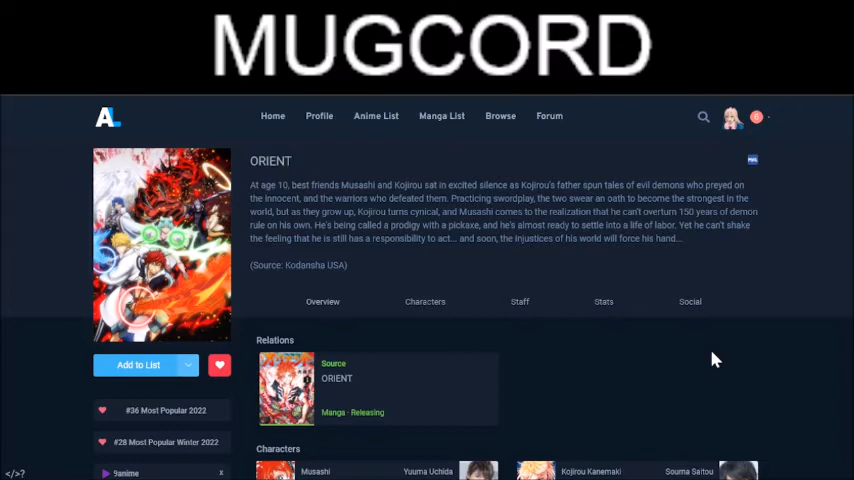 MUGCORD
AL
Home Profile Anime List Manga List Browse Forum
6
ORIENT
At age 10, best friends Musashi and Kojirou sat in excited silence as Kojirou's father spun tales of evil demons who preyed on
the innocent, and the warriors who defeated them. Practicing swordplay, the two swear an oath to become the strongest in the
world, but as they grow up, Kojirou turns cynical, and Musashi comes to the realization that he can't overturn 150 years of demon
rule on his own. He's being called a prodigy with a pickaxe, and he's almost ready to settle into a life of labor. Yet he can't shake
the feeling that he is still has a responsibility to act... and soon, the injustices of his world will force his hand...
(Source: Kodansha USA)
Overview Characters Staff Stats Social
Add to List
Relations
Source
ORIENT
Manga · Releasing
#36 Most Popular 2022
#28 Most Popular Winter 2022
9anime x
Characters
Musashi Yuuma Uchida
Kojirou Kanemaki Souma Saitou
</>?